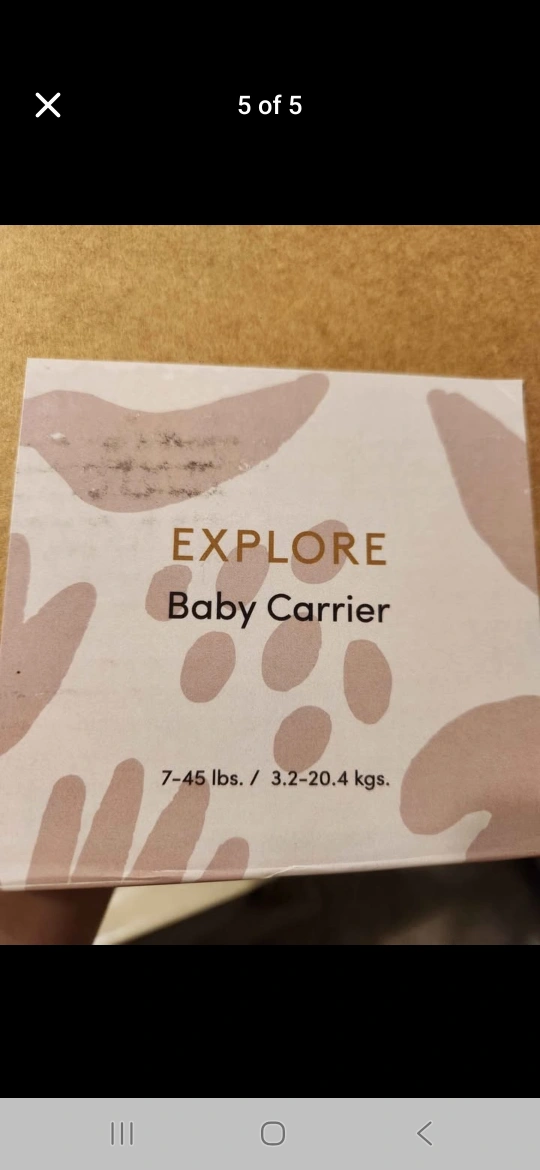 5 of 5
EXPLORE
Baby Carrier
7-45 lbs. / 3.2-20.4 kgs.